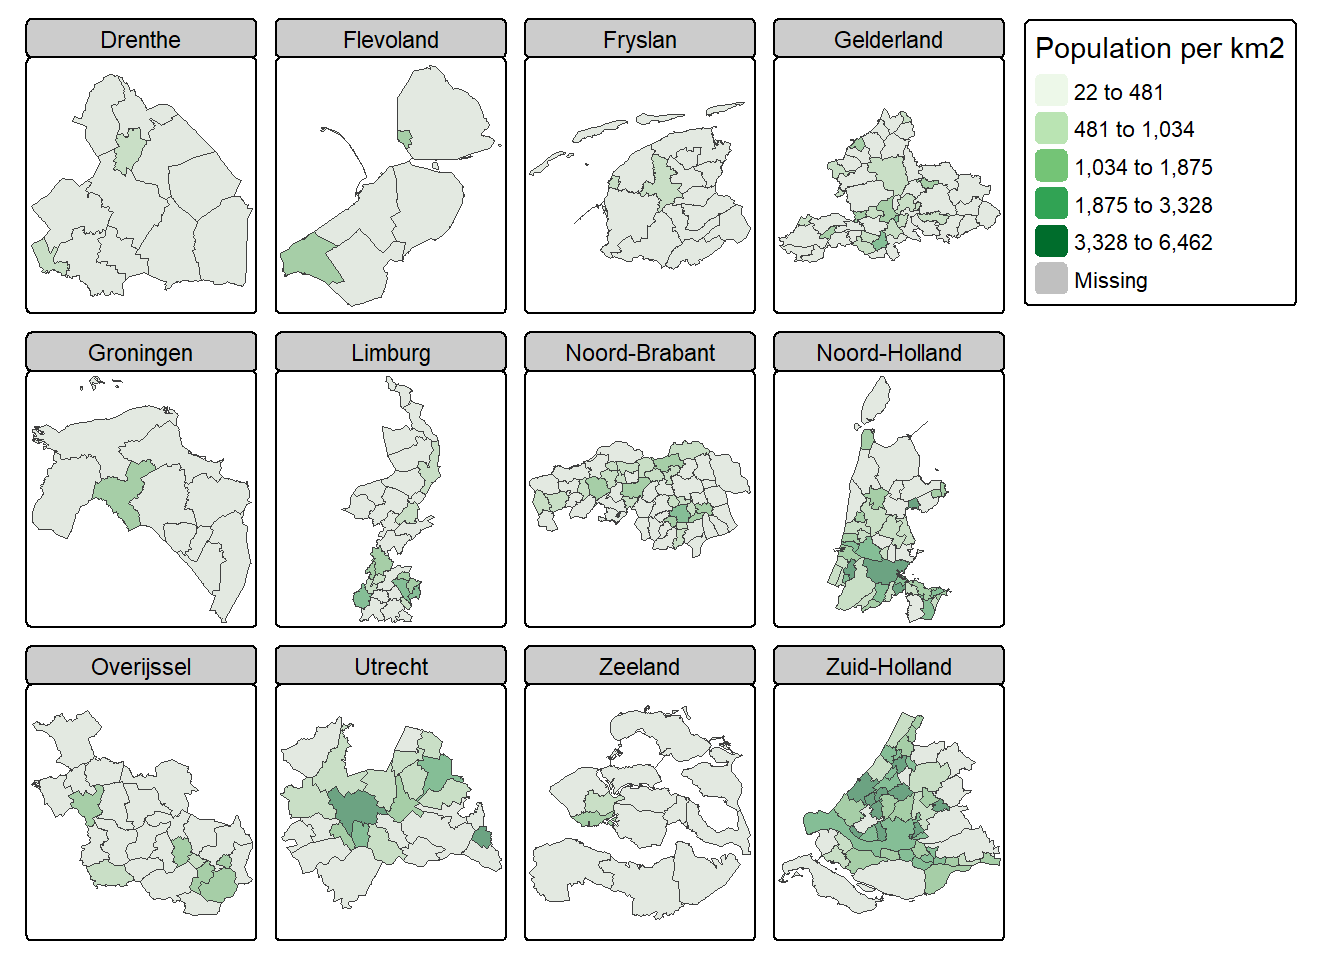 Drenthe
Flevoland
Fryslan
Gelderland
Population per km2
22 to 481
481 to 1,034
1,034 to 1,875
1,875 to 3,328
3,328 to 6,462
Missing
Groningen
Limburg
Noord-Brabant
Noord-Holland
Overijssel
Utrecht
Zeeland
Zuid-Holland